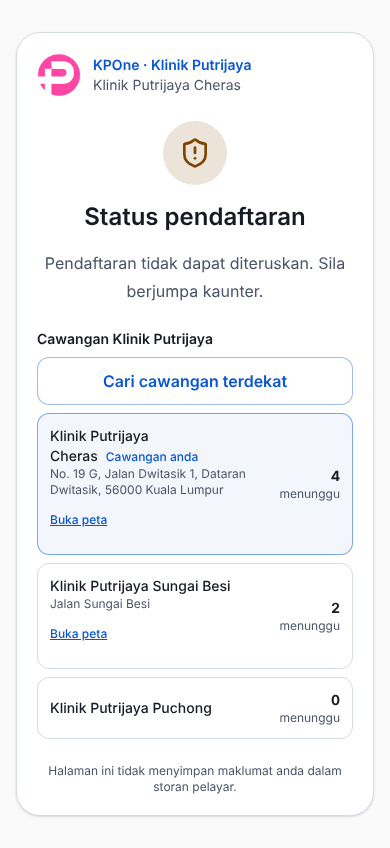 KPOne · Klinik Putrijaya
Klinik Putrijaya Cheras
Status pendaftaran
Pendaftaran tidak dapat diteruskan. Sila
berjumpa kaunter.
Cawangan Klinik Putrijaya
Cari cawangan terdekat
Klinik Putrijaya
Cheras Cawangan anda
No. 19 G, Jalan Dwitasik 1, Dataran
Dwitasik, 56000 Kuala Lumpur
Buka peta
4
menunggu
Klinik Putrijaya Sungai Besi
Jalan Sungai Besi
Buka peta
2
menunggu
Klinik Putrijaya Puchong
0
menunggu
Halaman ini tidak menyimpan maklumat anda dalam
storan pelayar.